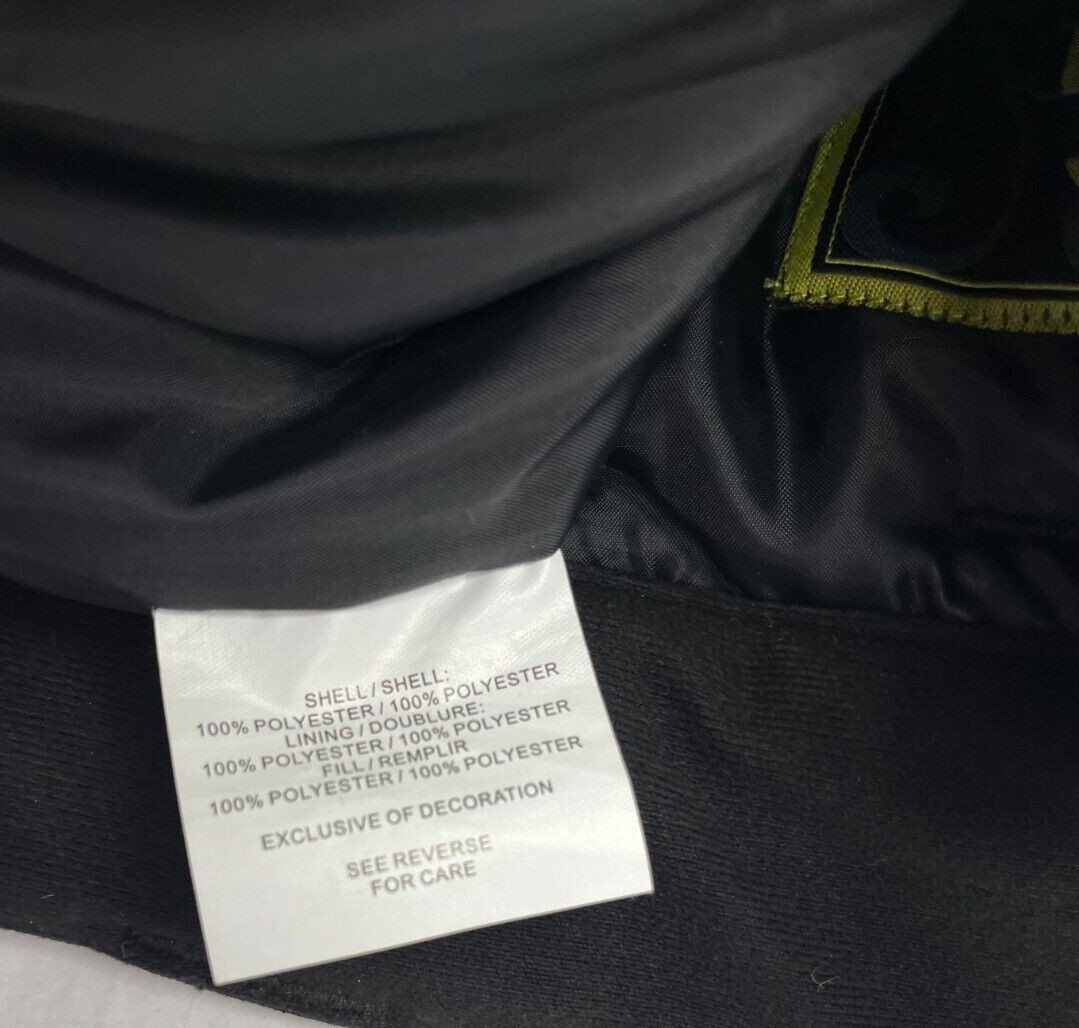 SHELL / SHELL:
100% POLYESTER / 100% POLYESTER
LINING / DOUBLURE:
100% POLYESTER / 100% POLYESTER
FILL / REMPLIR
100% POLYESTER / 100% POLYESTER
EXCLUSIVE OF DECORATION
SEE REVERSE
FOR CARE